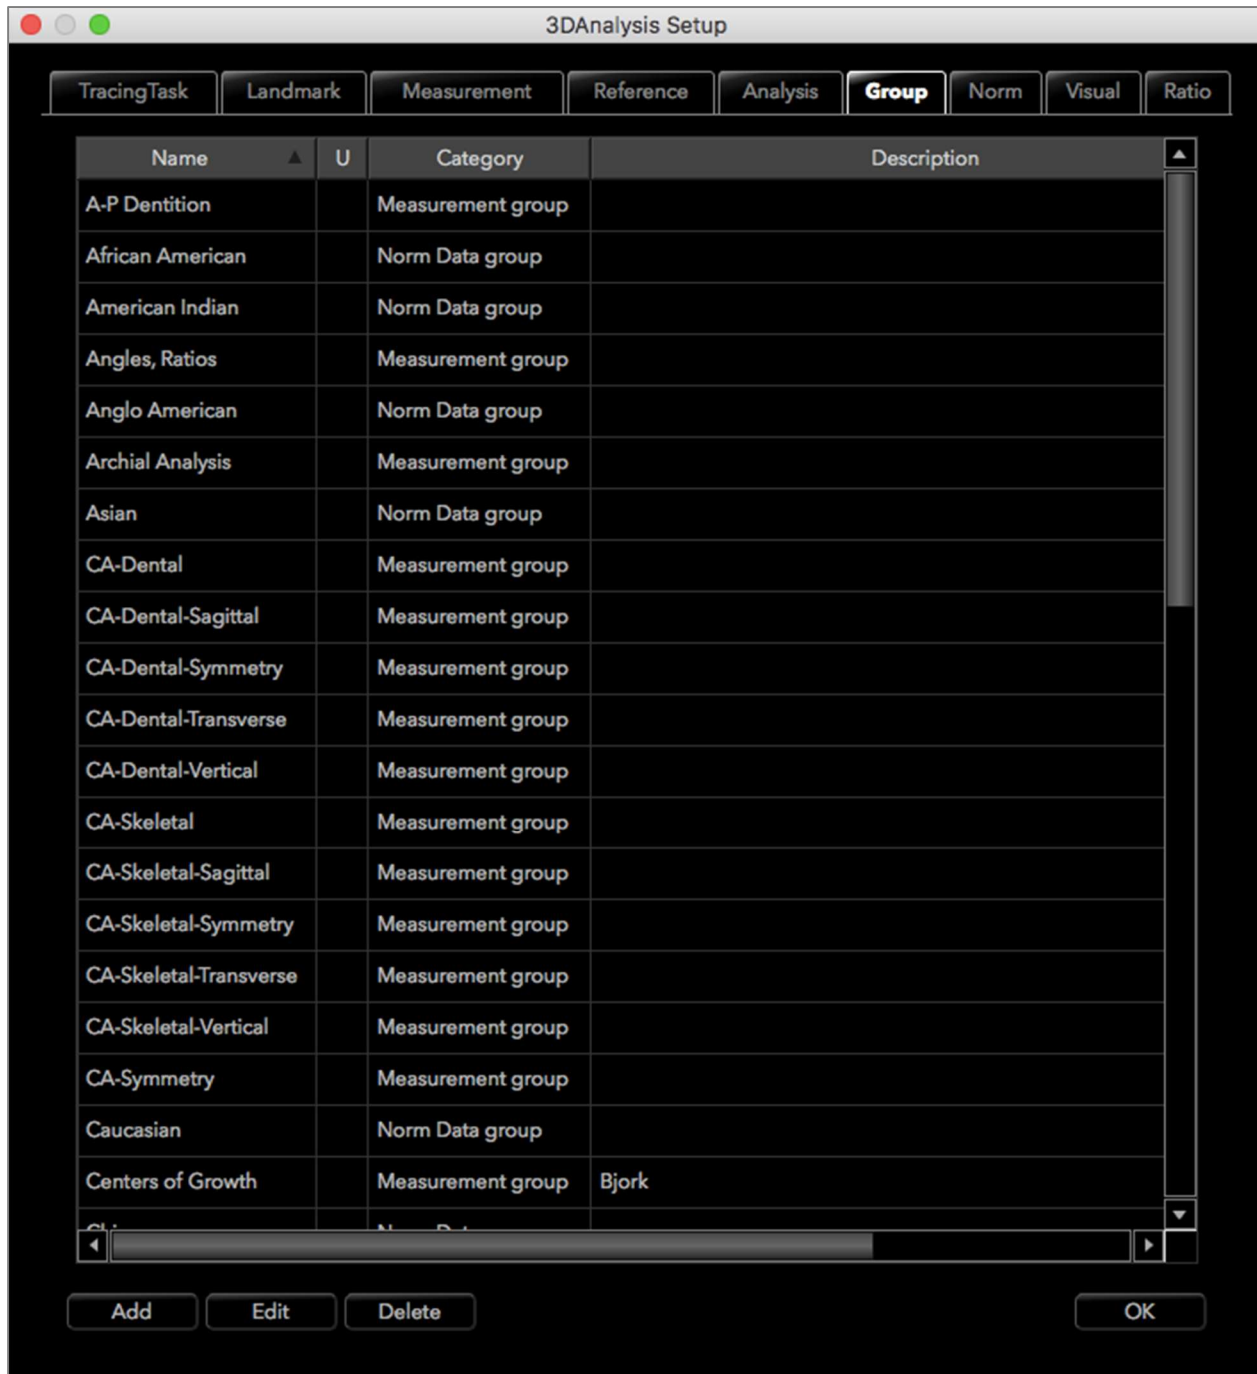 3DAnalysis Setup
TracingTask Landmark Measurement Reference Analysis Group Norm Visual Ratio
Name U Category Description
A-P Dentition Measurement group
African American Norm Data group
American Indian Norm Data group
Angles, Ratios Measurement group
Anglo American Norm Data group
Archial Analysis Measurement group
Asian Norm Data group
CA-Dental Measurement group
CA-Dental-Sagittal Measurement group
CA-Dental-Symmetry Measurement group
CA-Dental-Transverse Measurement group
CA-Dental-Vertical Measurement group
CA-Skeletal Measurement group
CA-Skeletal-Sagittal Measurement group
CA-Skeletal-Symmetry Measurement group
CA-Skeletal-Transverse Measurement group
CA-Skeletal-Vertical Measurement group
CA-Symmetry Measurement group
Caucasian Norm Data group
Centers of Growth Measurement group Bjork
Add Edit Delete OK